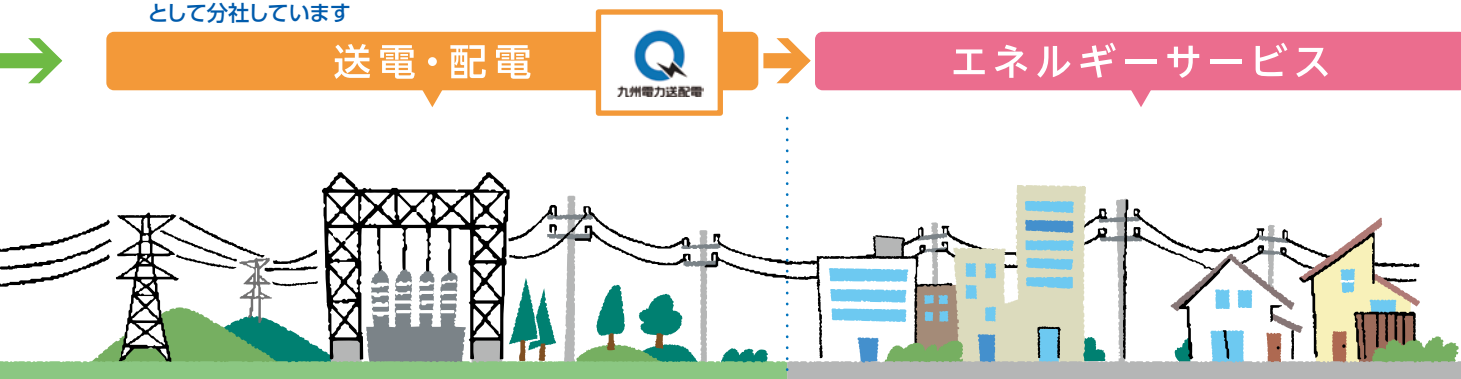 として分社しています
送電・配電
九州電力送配電
エネルギーサービス